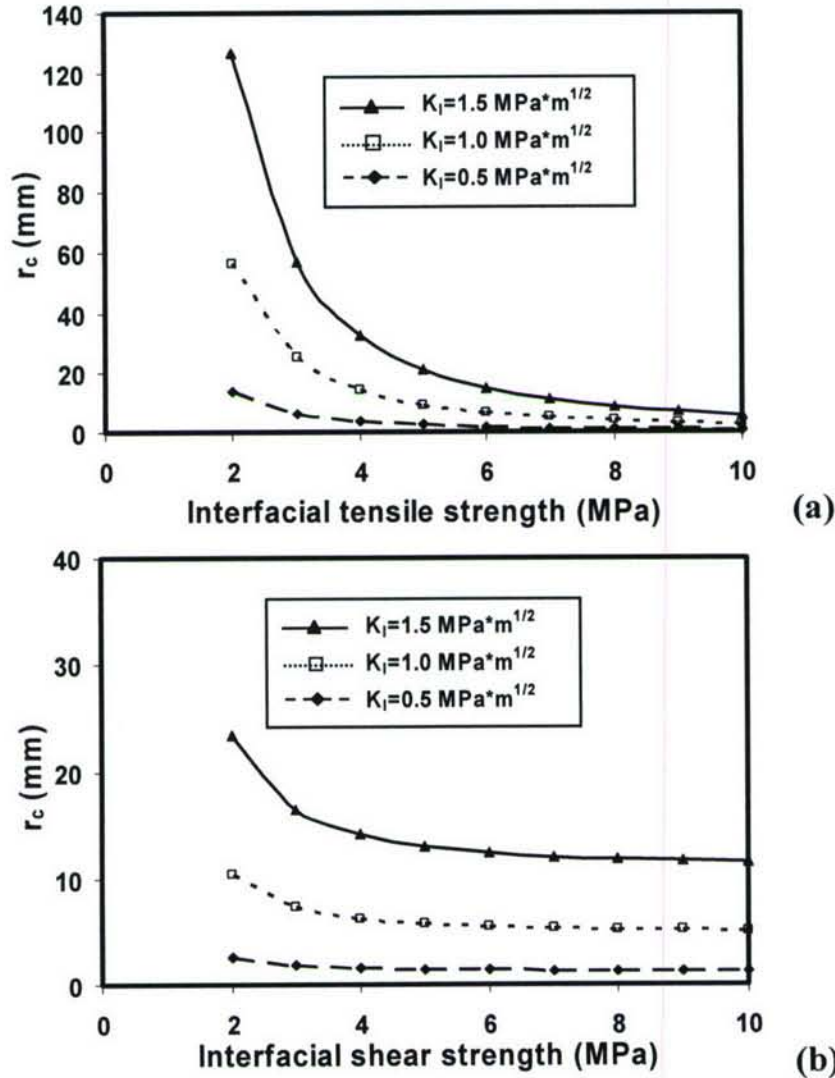 140
120
100
80
60
40
20
0
r_c (mm)
K_I=1.5 MPa*m^{1/2}
K_I=1.0 MPa*m^{1/2}
K_I=0.5 MPa*m^{1/2}
0 2 4 6 8 10
Interfacial tensile strength (MPa)
(a)
40
30
20
10
0
r_c (mm)
K_I=1.5 MPa*m^{1/2}
K_I=1.0 MPa*m^{1/2}
K_I=0.5 MPa*m^{1/2}
0 2 4 6 8 10
Interfacial shear strength (MPa)
(b)